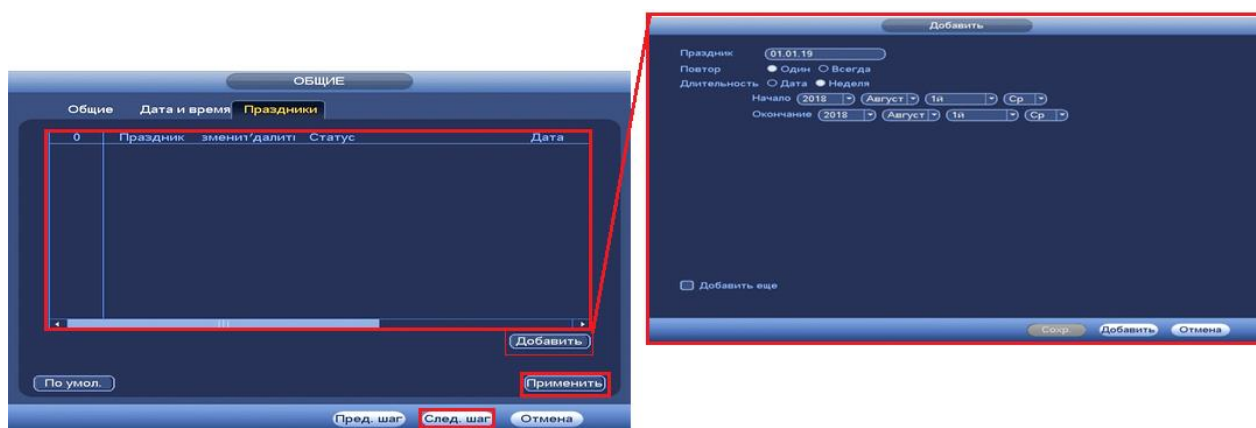 ОБЩИЕ
Общие Дата и время Праздники
0 Праздник зменит'далитı Статус Дата
Добавить
По умол. Применить
Пред. шаг След. шаг Отмена
Добавить
Праздник 01.01.19
Повтор Один Всегда
Длительность Дата Неделя
Начало 2018 Август 1й Ср
Окончание 2018 Август 1й Ср
Добавить еще
Сохр. Добавить Отмена